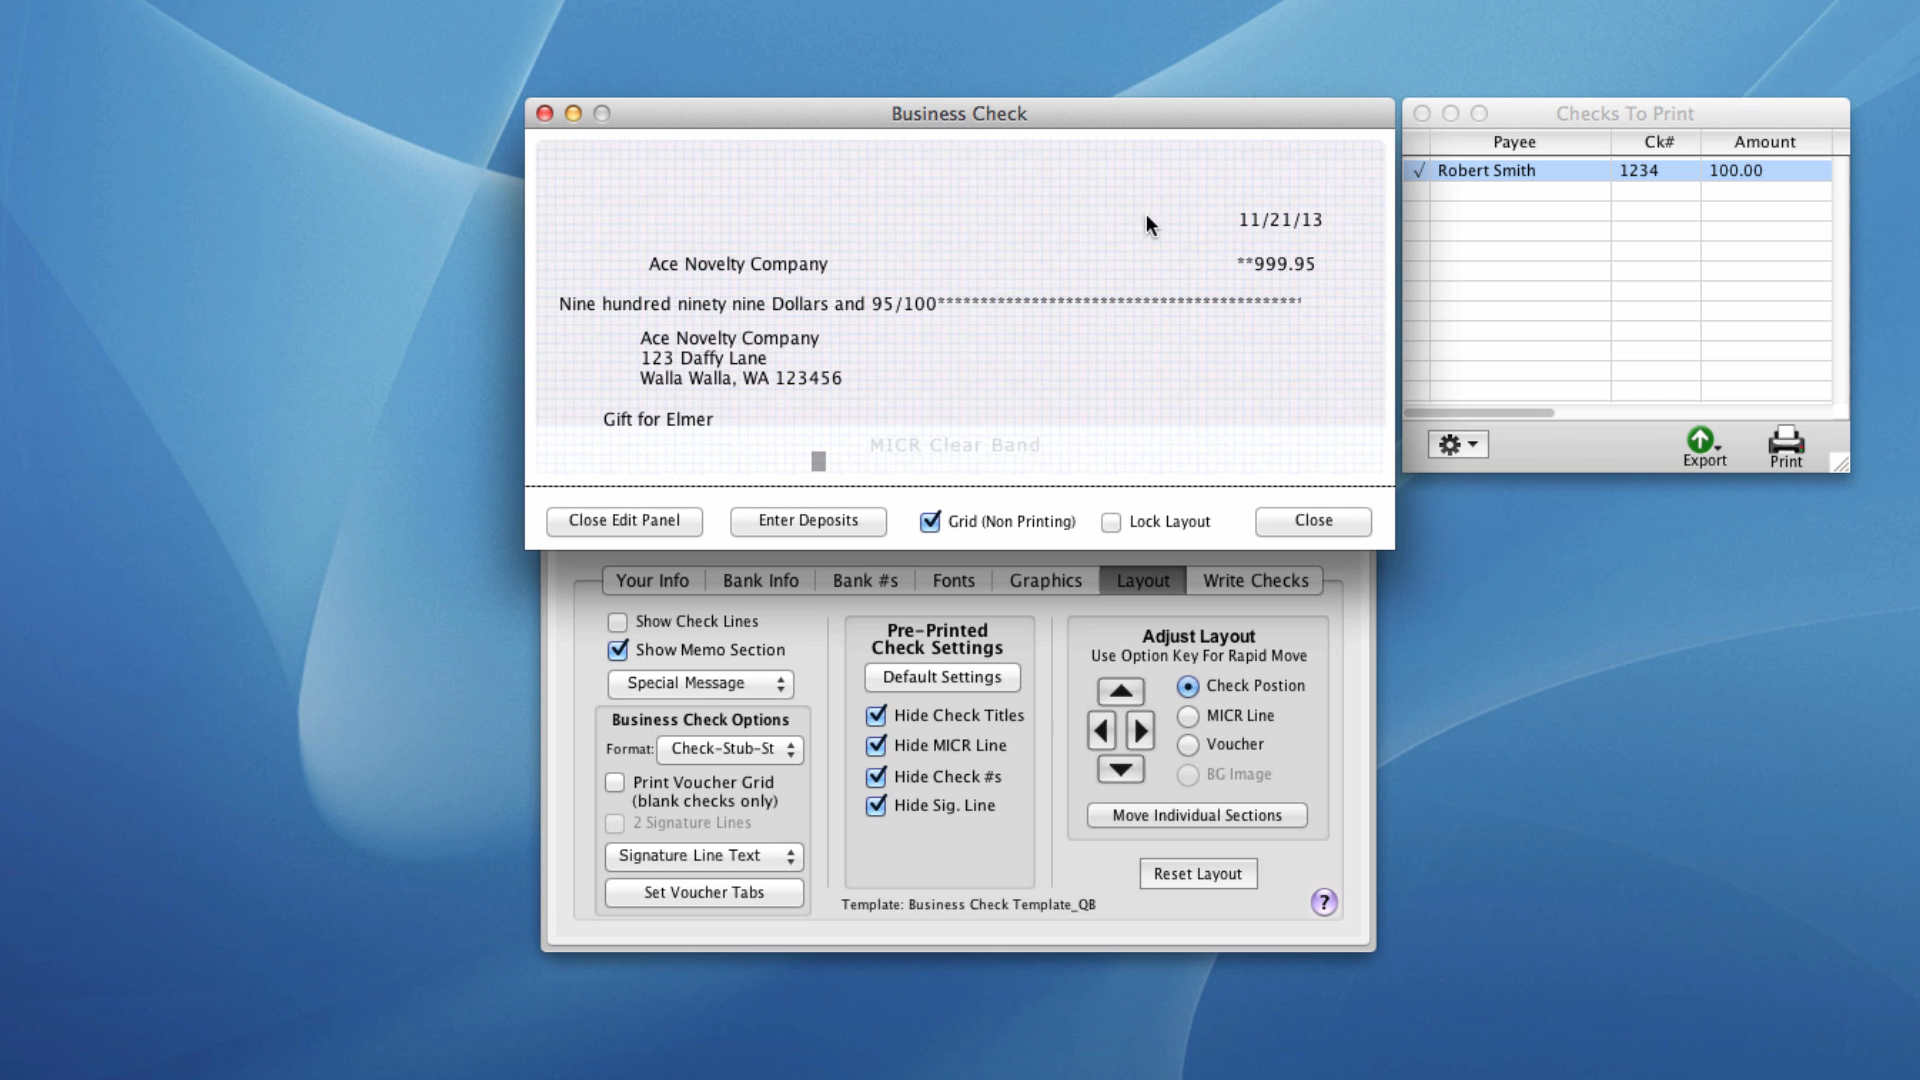 Business Check
11/21/13
Ace Novelty Company
**999.95
Nine hundred ninety nine Dollars and 95/100*******************************************
Ace Novelty Company
123 Daffy Lane
Walla Walla, WA 123456
Gift for Elmer
MICR Clear Band
Close Edit Panel
Enter Deposits
Grid (Non Printing)
Lock Layout
Close
Checks To Print
Payee Ck# Amount
√ Robert Smith 1234 100.00
Export
Print
Your Info
Bank Info
Bank #s
Fonts
Graphics
Layout
Write Checks
Show Check Lines
Show Memo Section
Special Message
Business Check Options
Format: Check-Stub-St
Print Voucher Grid
(blank checks only)
2 Signature Lines
Signature Line Text
Set Voucher Tabs
Pre-Printed
Check Settings
Default Settings
Hide Check Titles
Hide MICR Line
Hide Check #s
Hide Sig. Line
Adjust Layout
Use Option Key For Rapid Move
Check Postion
MICR Line
Voucher
BG Image
Move Individual Sections
Reset Layout
Template: Business Check Template_QB
?